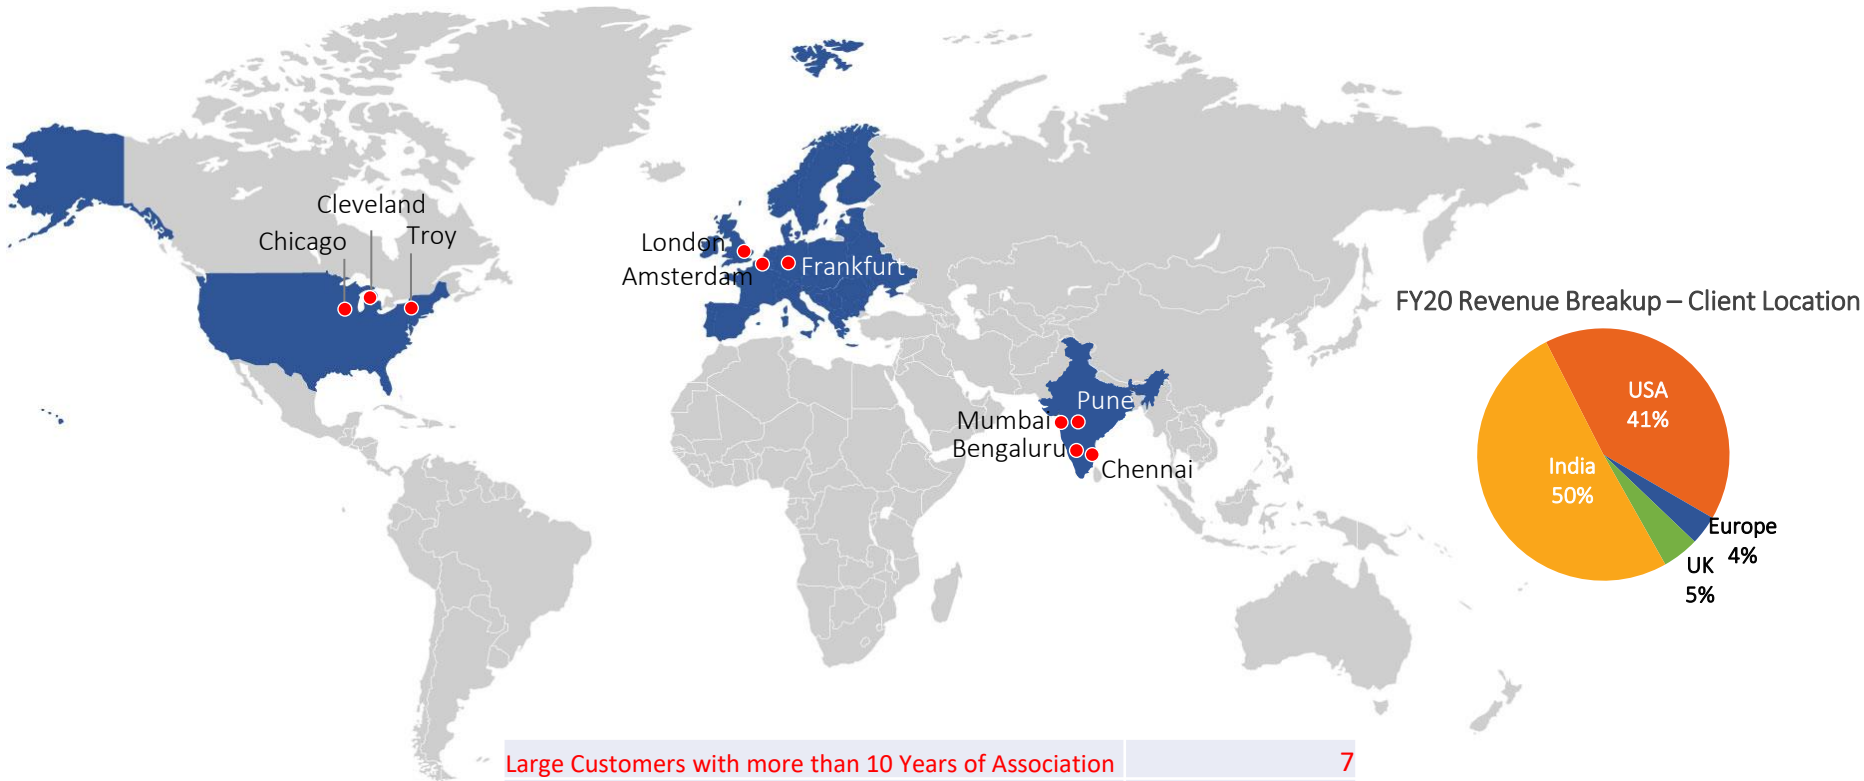 Cleveland
Chicago
Troy
London
Amsterdam
Frankfurt
Pune
Mumbai
Bengaluru
Chennai
FY20 Revenue Breakup – Client Location
USA
41%
India
50%
Europe
4%
UK
5%
Large Customers with more than 10 Years of Association 7